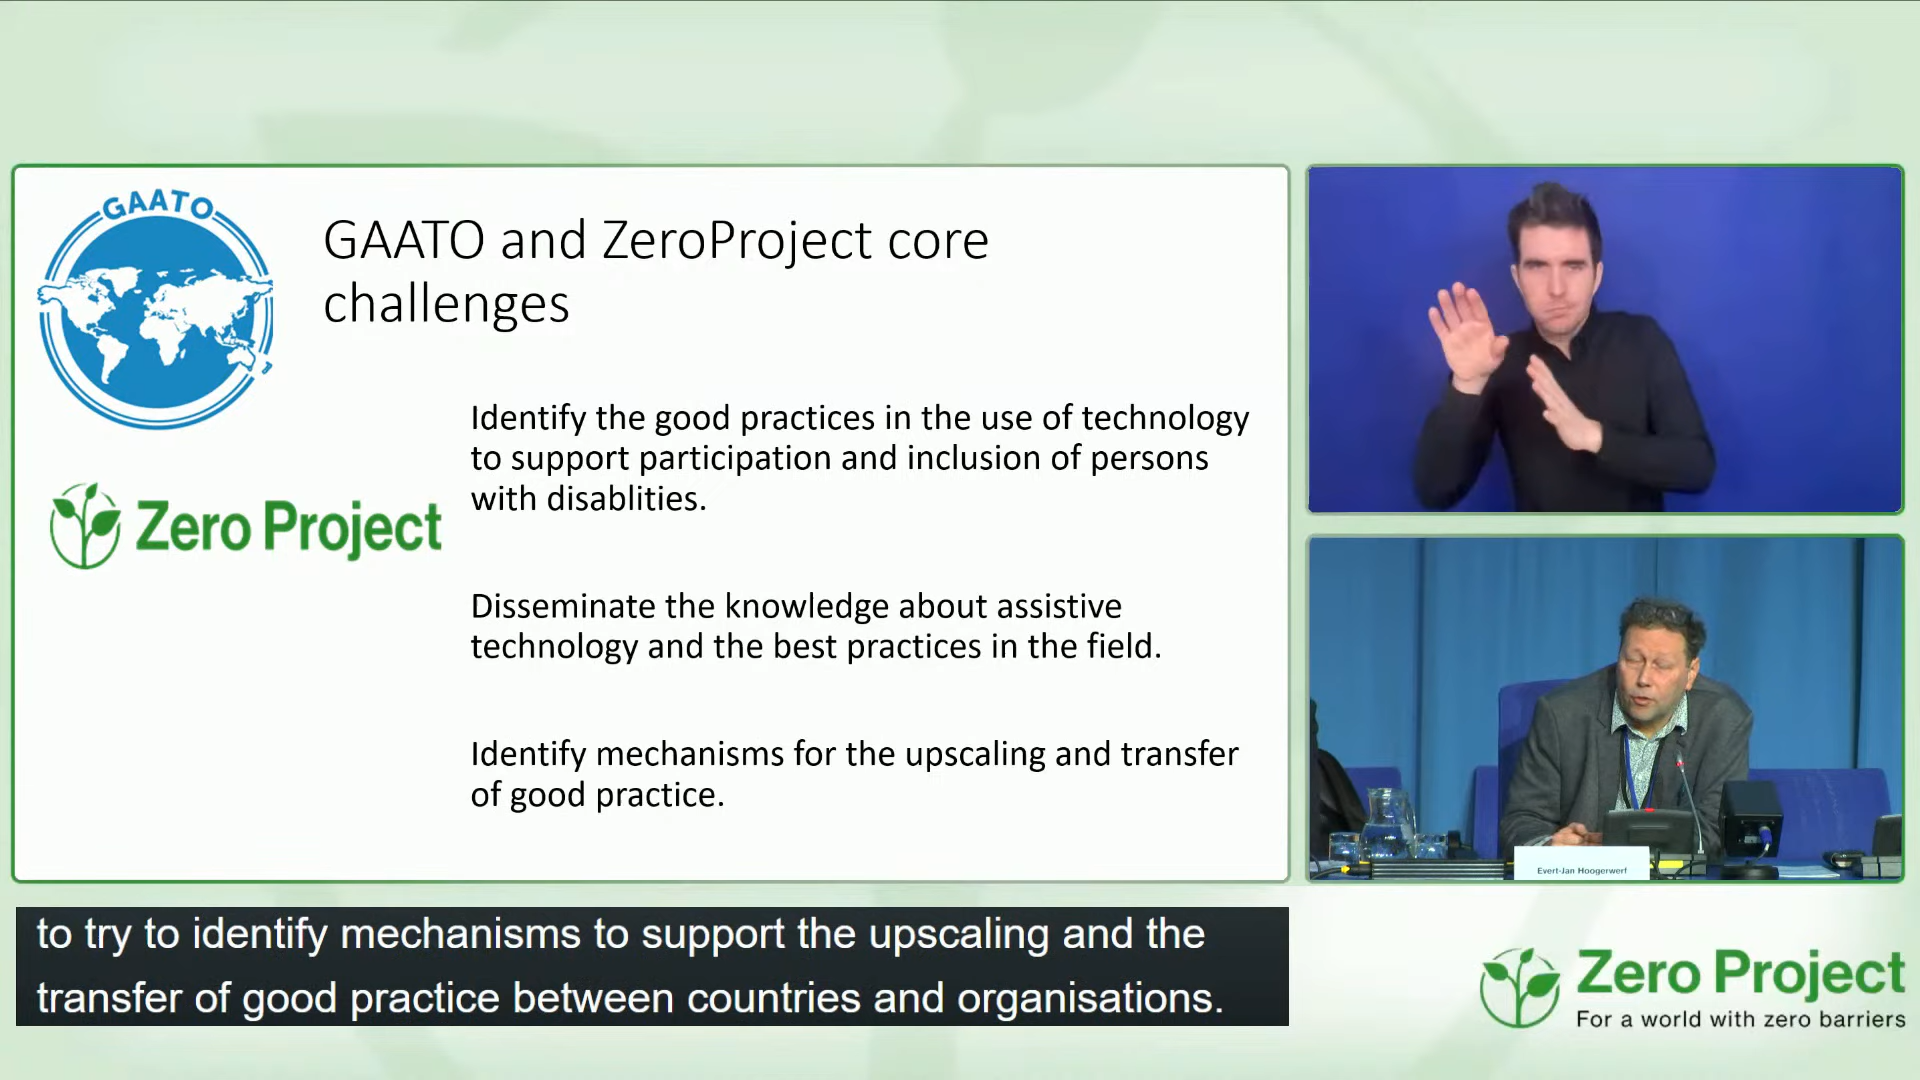 GAATO
GAATO and ZeroProject core
challenges
Zero Project
Identify the good practices in the use of technology
to support participation and inclusion of persons
with disablities.
Disseminate the knowledge about assistive
technology and the best practices in the field.
Identify mechanisms for the upscaling and transfer
of good practice.
Evert-Jan Hoogerwerf
to try to identify mechanisms to support the upscaling and the
transfer of good practice between countries and organisations.
Zero Project
For a world with zero barriers